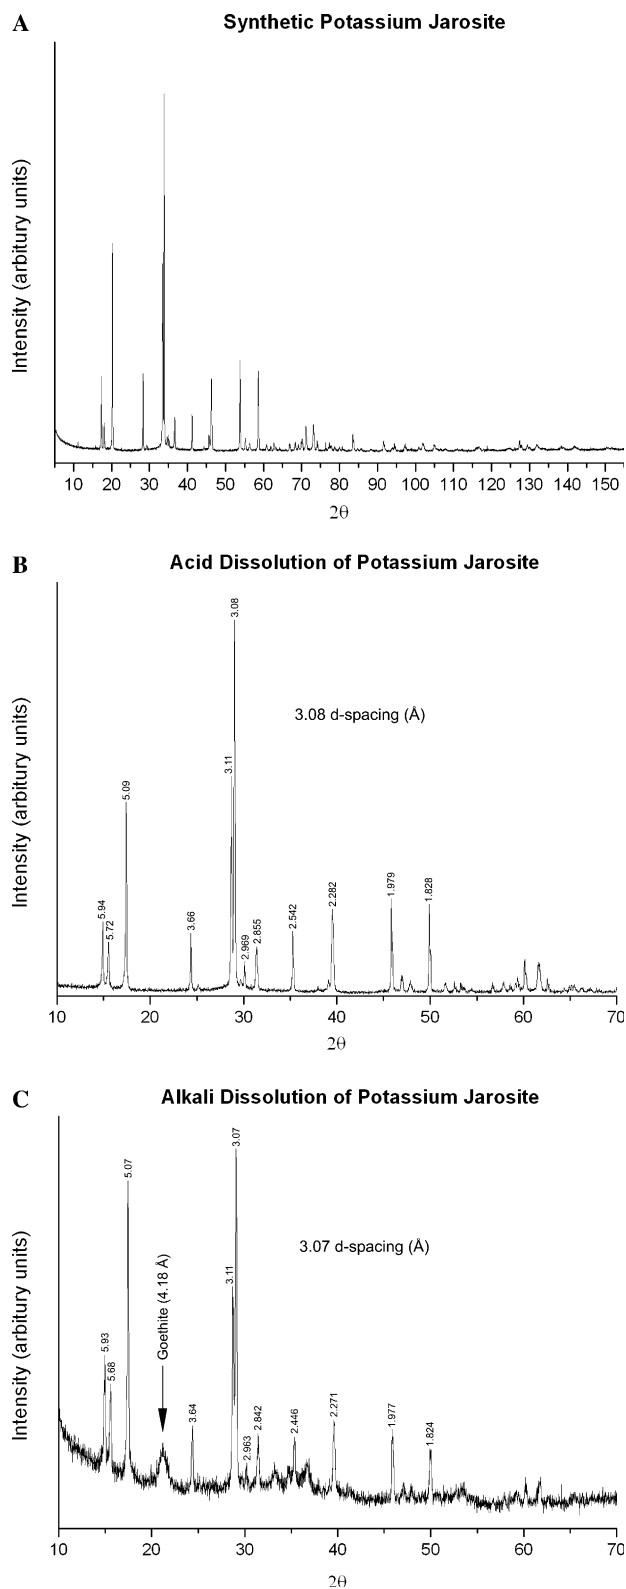 A
Synthetic Potassium Jarosite
Intensity (arbitury units)
10 20 30 40 50 60 70 80 90 100 110 120 130 140 150
2θ
B
Acid Dissolution of Potassium Jarosite
Intensity (arbitury units)
5.94
5.72
5.09
3.66
3.11
3.08
2.969
2.855
2.542
2.282
1.979
1.828
3.08 d-spacing (Å)
10 20 30 40 50 60 70
2θ
C
Alkali Dissolution of Potassium Jarosite
Intensity (arbitury units)
5.93
5.68
5.07
Goethite (4.18 Å)
3.64
3.11
3.07
2.963
2.842
2.446
2.271
1.977
1.824
3.07 d-spacing (Å)
10 20 30 40 50 60 70
2θ